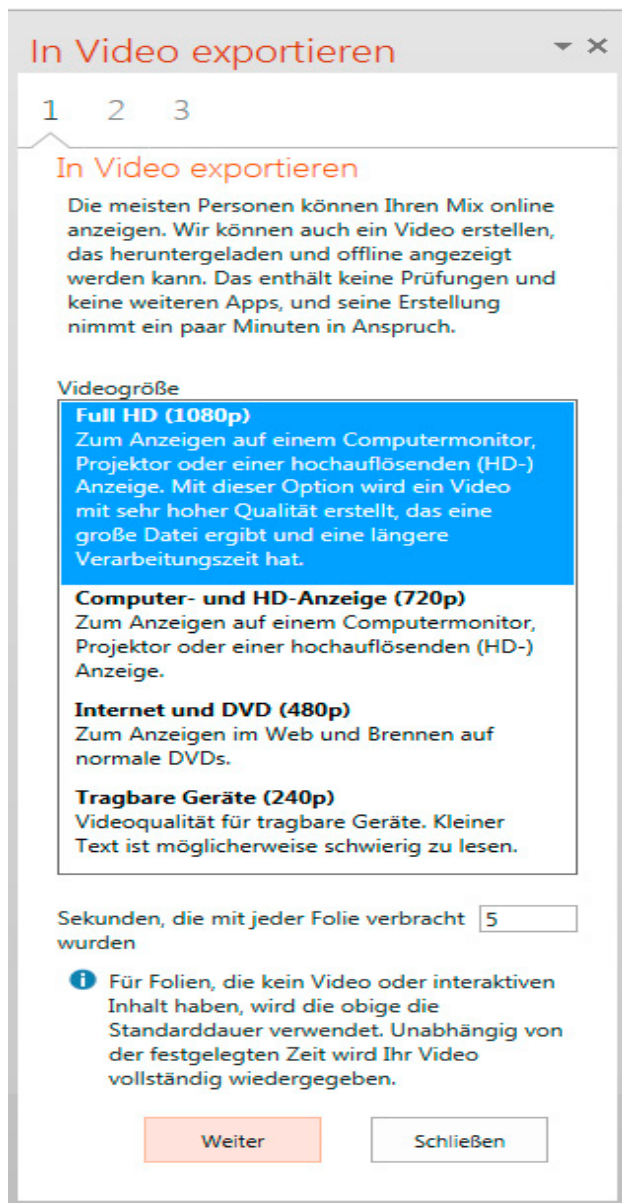 In Video exportieren
1 2 3
In Video exportieren
Die meisten Personen können Ihren Mix online
anzeigen. Wir können auch ein Video erstellen,
das heruntergeladen und offline angezeigt
werden kann. Das enthält keine Prüfungen und
keine weiteren Apps, und seine Erstellung
nimmt ein paar Minuten in Anspruch.
Videogröße
Full HD (1080p)
Zum Anzeigen auf einem Computermonitor,
Projektor oder einer hochauflösenden (HD-)
Anzeige. Mit dieser Option wird ein Video
mit sehr hoher Qualität erstellt, das eine
große Datei ergibt und eine längere
Verarbeitungszeit hat.
Computer- und HD-Anzeige (720p)
Zum Anzeigen auf einem Computermonitor,
Projektor oder einer hochauflösenden (HD-)
Anzeige.
Internet und DVD (480p)
Zum Anzeigen im Web und Brennen auf
normale DVDs.
Tragbare Geräte (240p)
Videoqualität für tragbare Geräte. Kleiner
Text ist möglicherweise schwierig zu lesen.
Sekunden, die mit jeder Folie verbracht 5
wurden
Für Folien, die kein Video oder interaktiven
Inhalt haben, wird die obige die
Standarddauer verwendet. Unabhängig von
der festgelegten Zeit wird Ihr Video
vollständig wiedergegeben.
Weiter Schließen